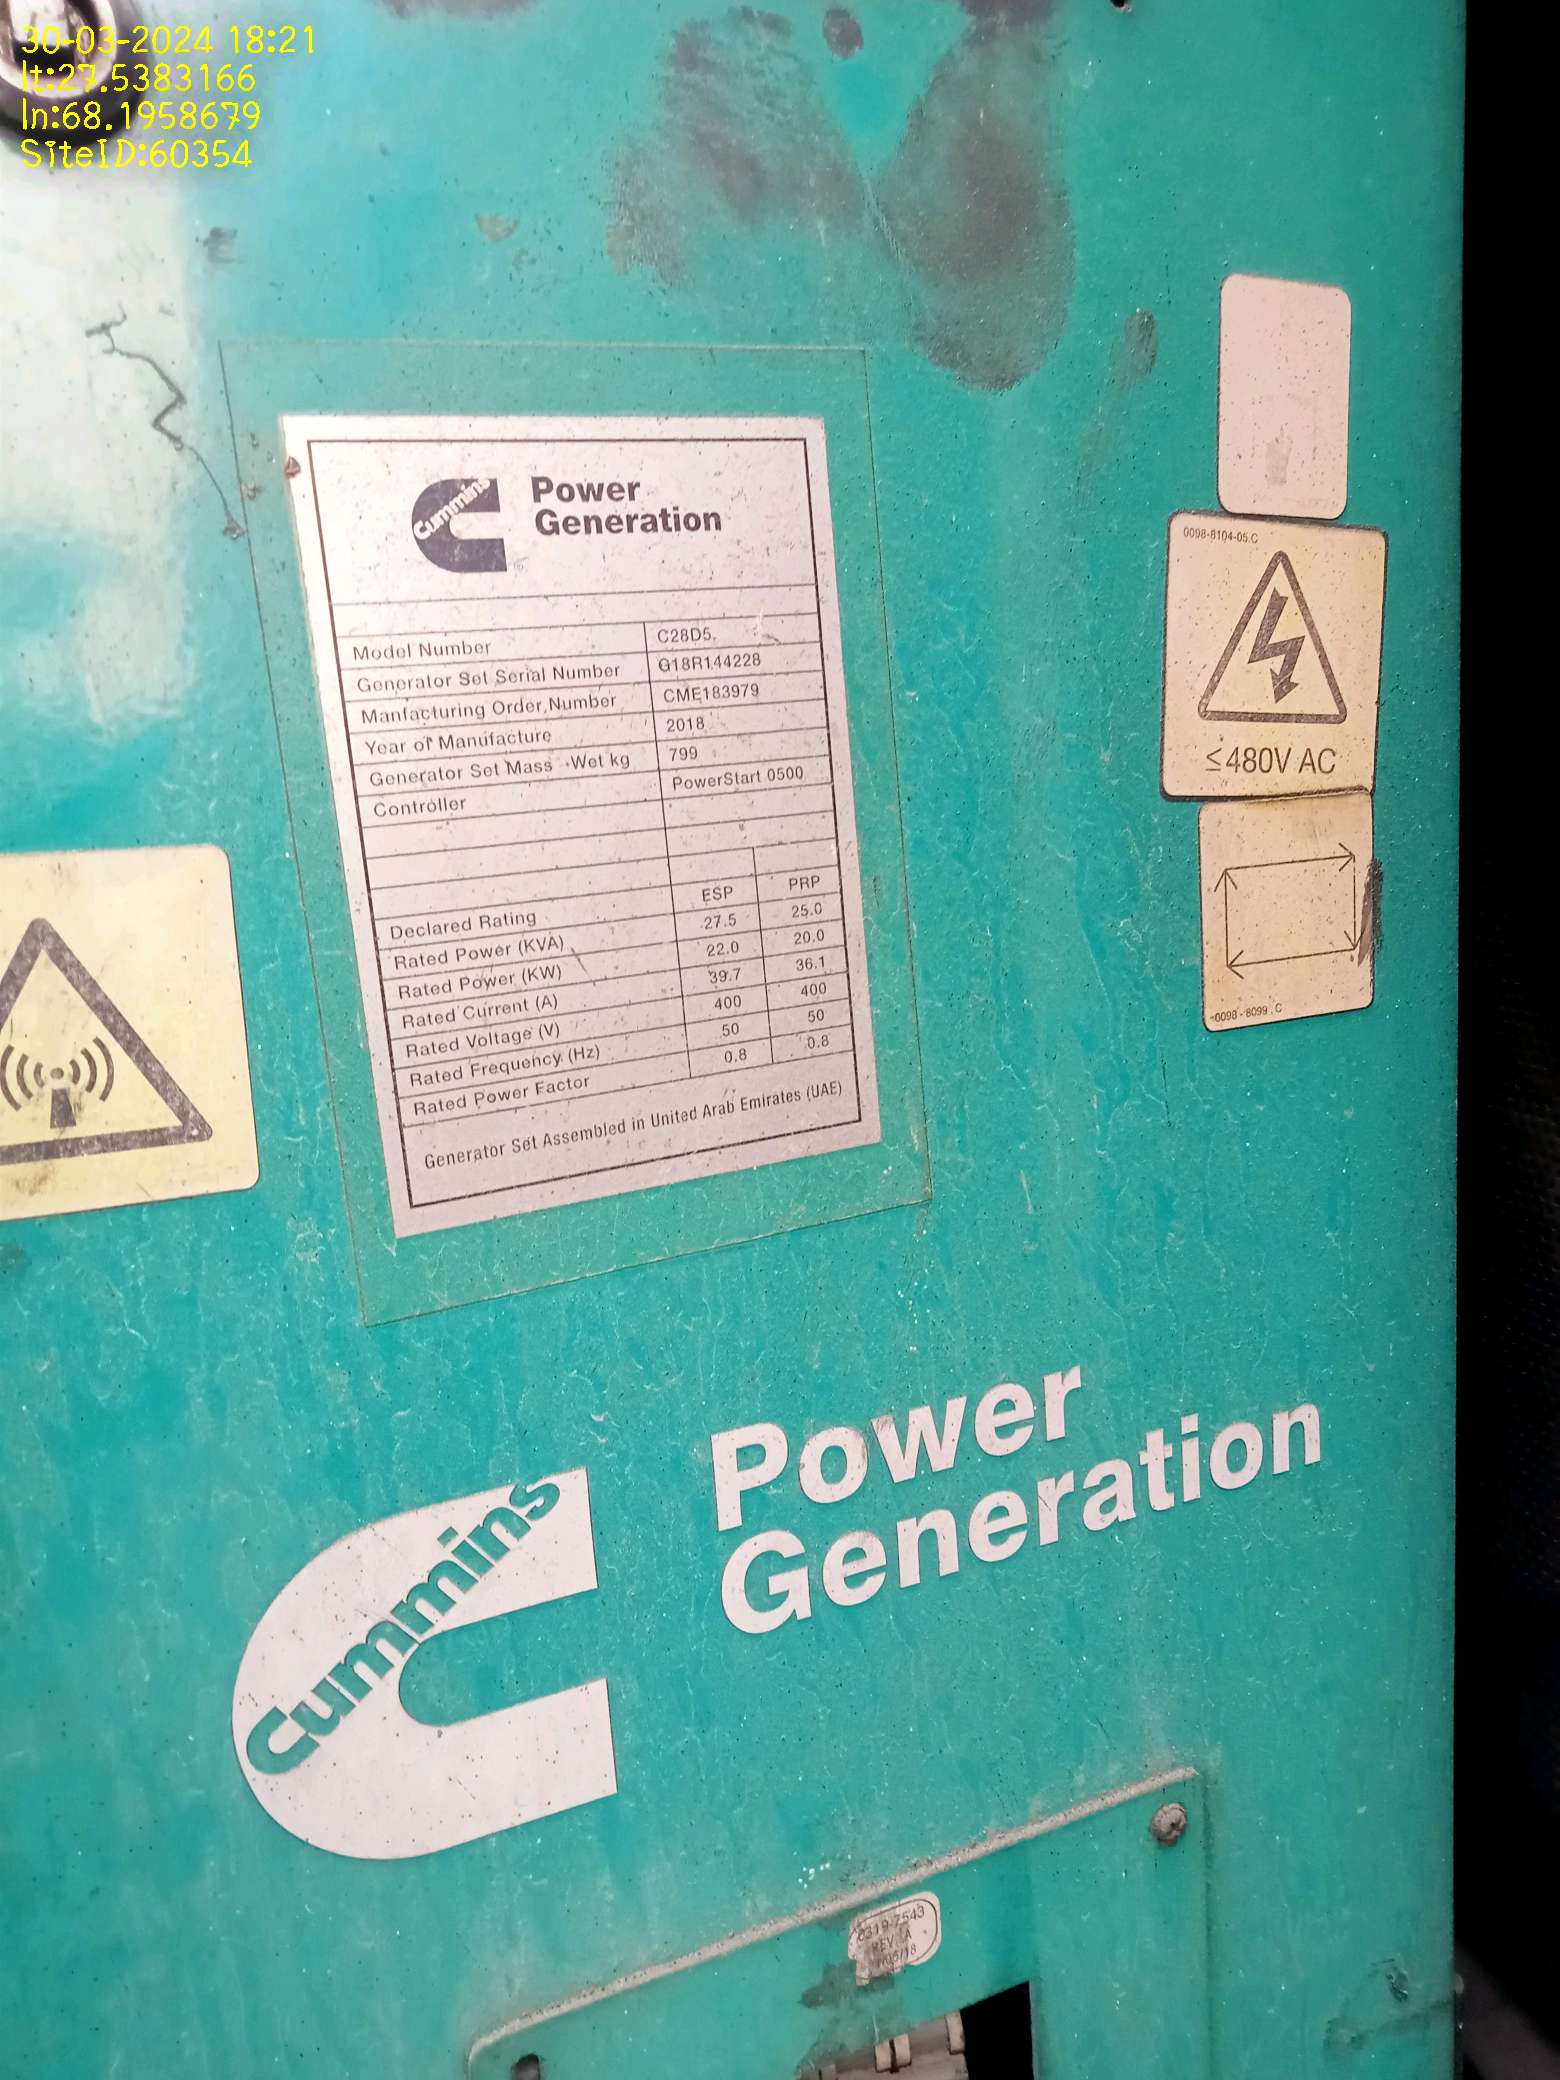 30-03-2024 18:21
lt:27.5383166
ln:68.1958679
SiteID:60354
Cummins
Power
Generation
Model Number C28D5
Generator Set Serial Number G18R144228
Manfacturing Order Number CME183979
Year of Manufacture 2018
Generator Set Mass -Wet kg 799
Controller PowerStart 0500
Declared Rating ESP PRP
Rated Power (KVA) 27.5 25.0
Rated Power (KW) 22.0 20.0
Rated Current (A) 39.7 36.1
Rated Voltage (V) 400 400
Rated Frequency (Hz) 50 50
Rated Power Factor 0.8 0.8
Generator Set Assembled in United Arab Emirates (UAE)
0098-8104-05.C
≤480V AC
0098-8099.C
Cummins
Power
Generation
0319-7543
REV. A